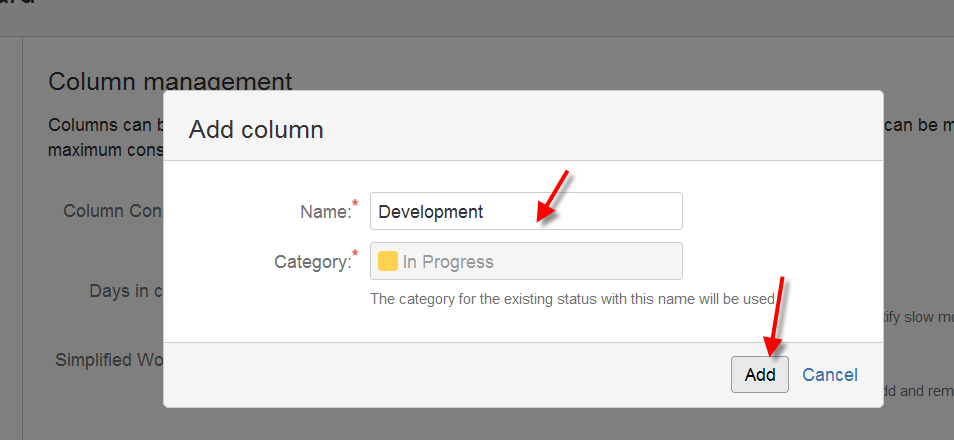 Column management
Columns can b
can be m
maximum cons
Add column
Column Con
Name:*
Development
Category:*
In Progress
Days in c
The category for the existing status with this name will be used
tify slow mo
Simplified Wo
Add
Cancel
dd and rem